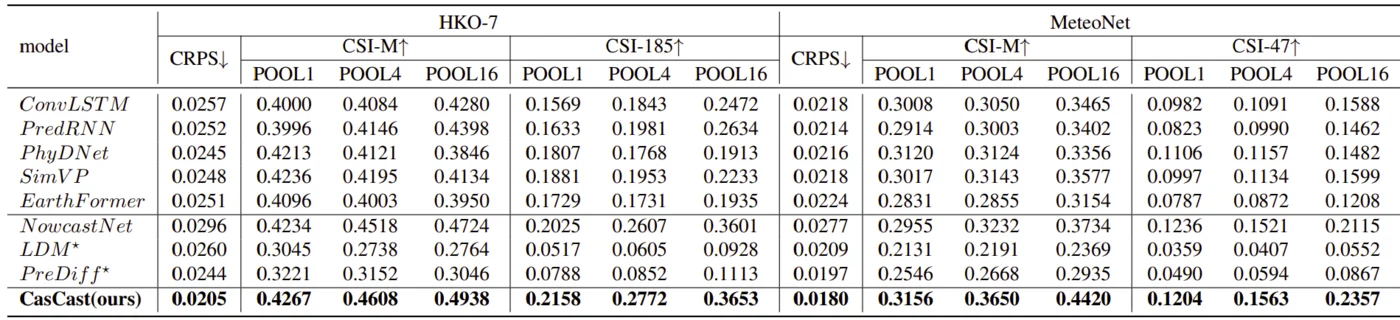 HKO-7 MeteoNet
model CRPS↓ CSI-M↑ CSI-185↑ CRPS↓ CSI-M↑ CSI-47↑
POOL1 POOL4 POOL16 POOL1 POOL4 POOL16 POOL1 POOL4 POOL16 POOL1 POOL4 POOL16
ConvLSTM 0.0257 0.4000 0.4084 0.4280 0.1569 0.1843 0.2472 0.0218 0.3008 0.3050 0.3465 0.0982 0.1091 0.1588
PredRNN 0.0252 0.3996 0.4146 0.4398 0.1633 0.1981 0.2634 0.0214 0.2914 0.3003 0.3402 0.0823 0.0990 0.1462
PhyDNet 0.0245 0.4213 0.4121 0.3846 0.1807 0.1768 0.1913 0.0216 0.3120 0.3124 0.3356 0.1106 0.1157 0.1482
SimVP 0.0248 0.4236 0.4195 0.4134 0.1881 0.1953 0.2233 0.0218 0.3017 0.3143 0.3577 0.0997 0.1134 0.1599
EarthFormer 0.0251 0.4096 0.4003 0.3950 0.1729 0.1731 0.1935 0.0224 0.2831 0.2855 0.3154 0.0787 0.0872 0.1208
NowcastNet 0.0296 0.4234 0.4518 0.4724 0.2025 0.2607 0.3601 0.0277 0.2955 0.3232 0.3734 0.1236 0.1521 0.2115
LDM⋆ 0.0260 0.3045 0.2738 0.2764 0.0517 0.0605 0.0928 0.0209 0.2131 0.2191 0.2369 0.0359 0.0407 0.0552
PreDiff⋆ 0.0244 0.3221 0.3152 0.3046 0.0788 0.0852 0.1113 0.0197 0.2546 0.2668 0.2935 0.0490 0.0594 0.0867
CasCast(ours) 0.0205 0.4267 0.4608 0.4938 0.2158 0.2772 0.3653 0.0180 0.3156 0.3650 0.4420 0.1204 0.1563 0.2357